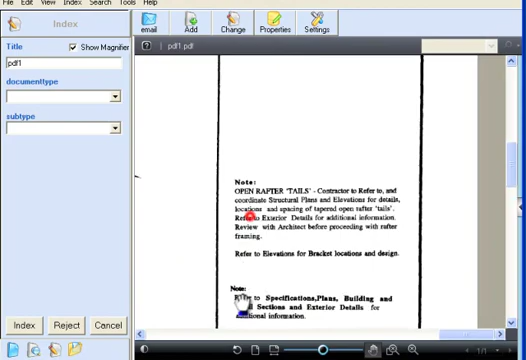 File Edit View Index Search Tools Help
Index
email Add Change Properties Settings
Title
Show Magnifier
pdf1
documenttype
subtype
pdf1.pdf
Note:
OPEN RAFTER 'TAILS' - Contractor to Refer to, and
coordinate Structural Plans and Elevations for details,
locations and spacing of tapered open rafter 'tails'.
Refer to Exterior Details for additional information.
Review with Architect before proceeding with rafter
framing.
Refer to Elevations for Bracket locations and design.
Note:
Refer to Specifications,Plans, Building and
Sections and Exterior Details for
additional information.
Index Reject Cancel
1/1